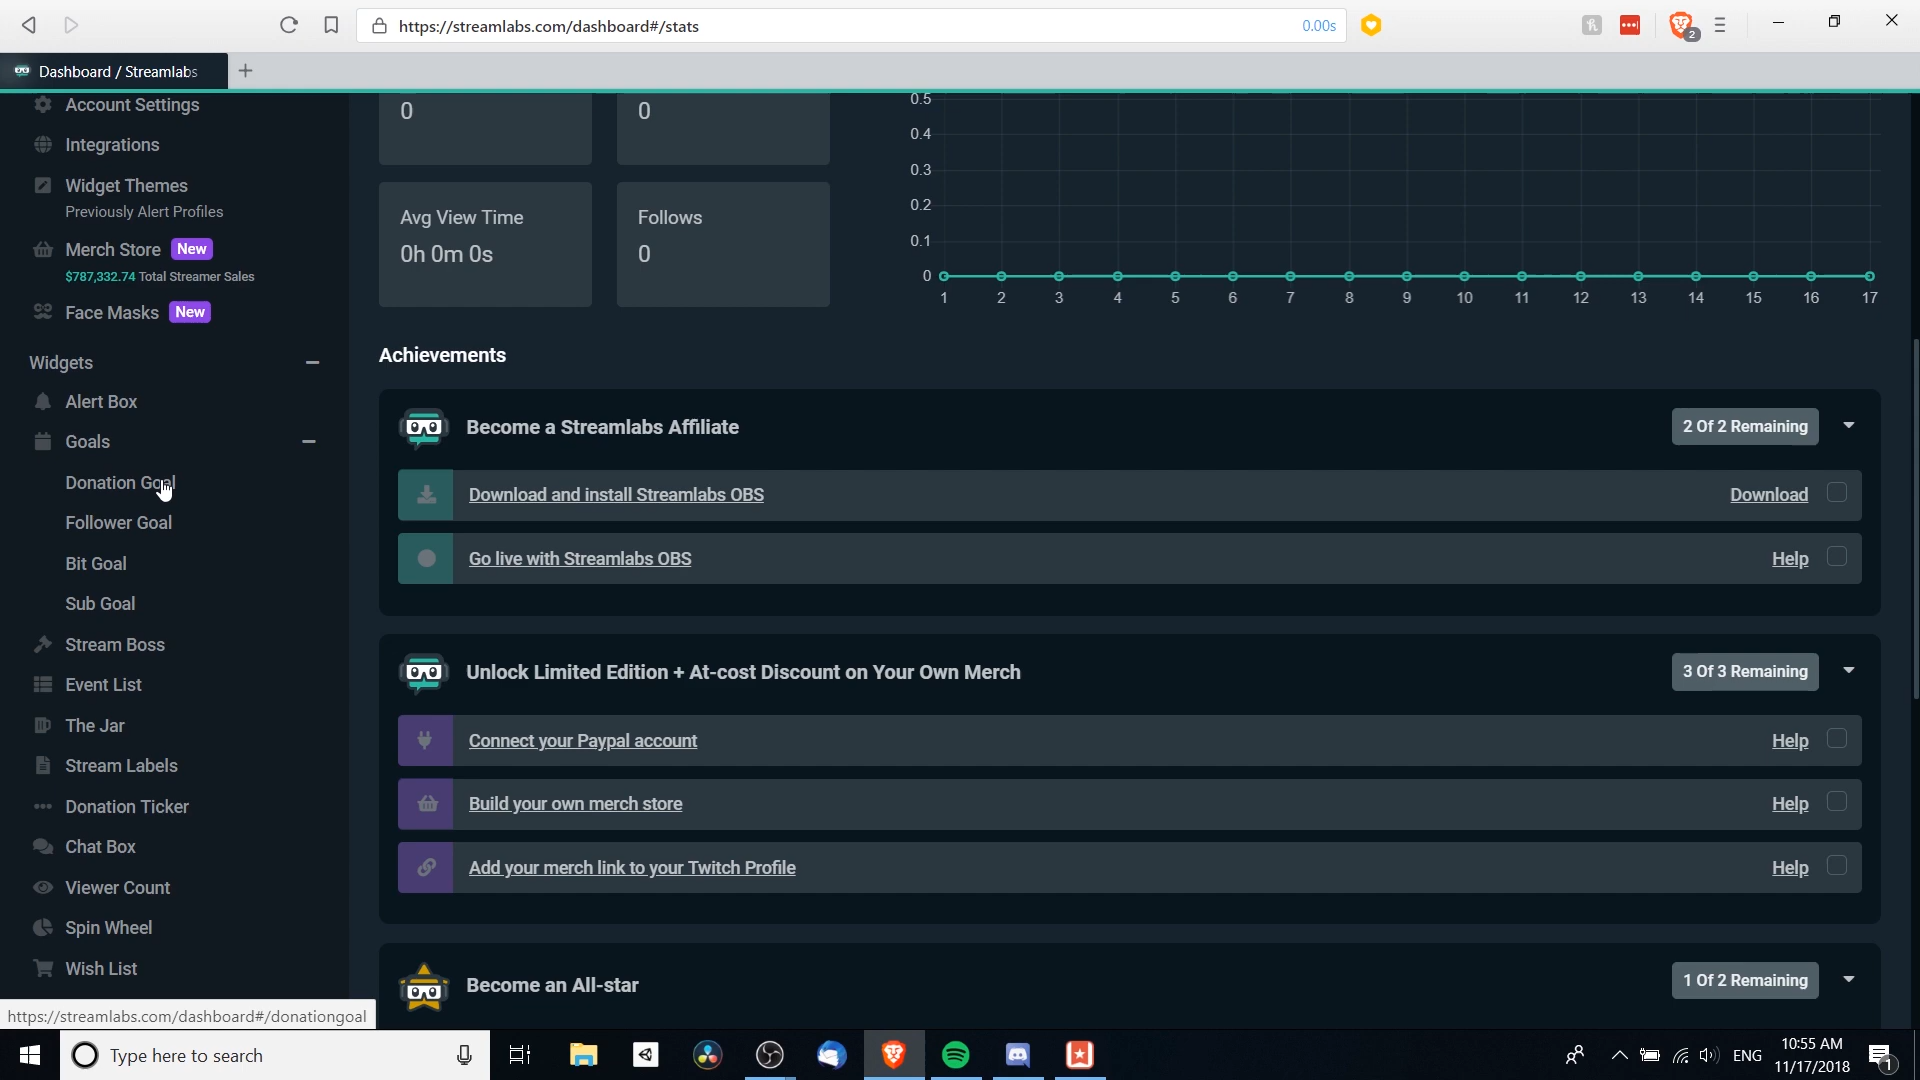 https://streamlabs.com/dashboard#/stats
0.00s
2
Dashboard / Streamlabs
Account Settings
Integrations
Widget Themes
Previously Alert Profiles
Merch Store New
$787,332.74 Total Streamer Sales
Face Masks New
Widgets
Alert Box
Goals
Donation Goal
Follower Goal
Bit Goal
Sub Goal
Stream Boss
Event List
The Jar
Stream Labels
Donation Ticker
Chat Box
Viewer Count
Spin Wheel
Wish List
https://streamlabs.com/dashboard#/donationgoal
0
0
Avg View Time
0h 0m 0s
Follows
0
0.5
0.4
0.3
0.2
0.1
0
1 2 3 4 5 6 7 8 9 10 11 12 13 14 15 16 17
Achievements
Become a Streamlabs Affiliate
2 Of 2 Remaining
Download and install Streamlabs OBS
Download
Go live with Streamlabs OBS
Help
Unlock Limited Edition + At-cost Discount on Your Own Merch
3 Of 3 Remaining
Connect your Paypal account
Help
Build your own merch store
Help
Add your merch link to your Twitch Profile
Help
Become an All-star
1 Of 2 Remaining
Type here to search
ENG
10:55 AM
11/17/2018
1